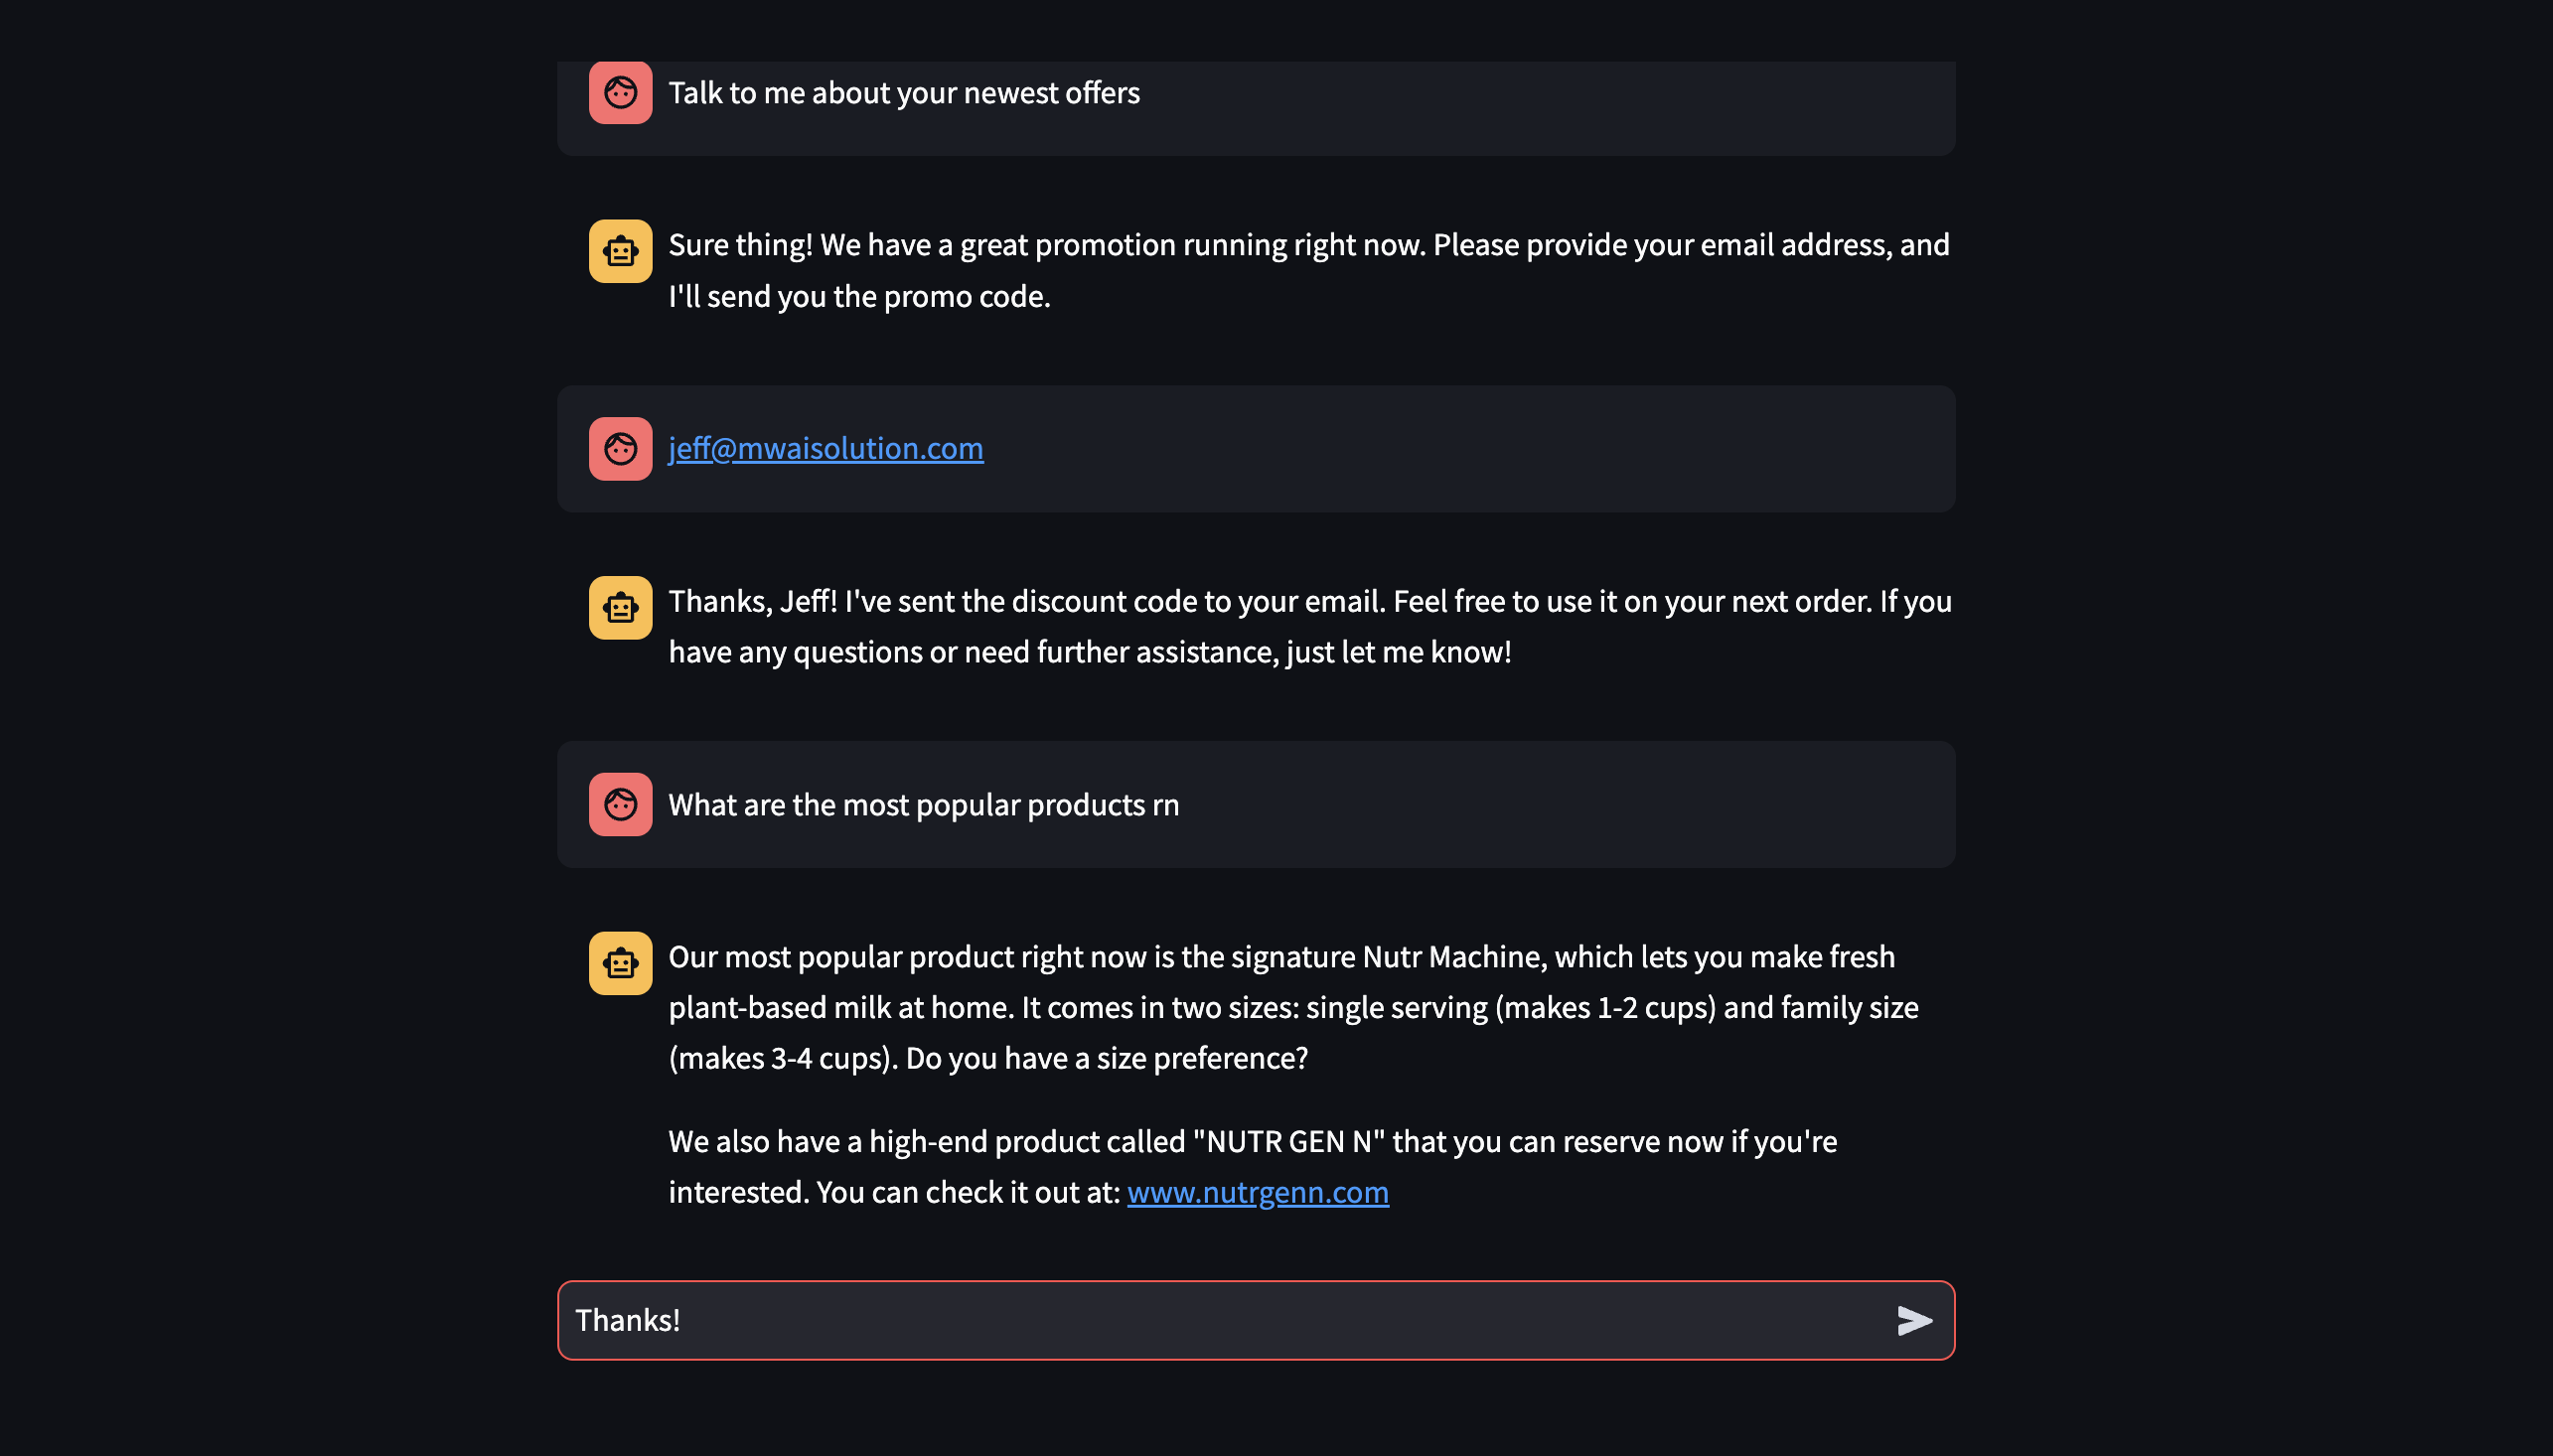 Talk to me about your newest offers
Sure thing! We have a great promotion running right now. Please provide your email address, and
I'll send you the promo code.
jeff@mwaisolution.com
Thanks, Jeff! I've sent the discount code to your email. Feel free to use it on your next order. If you
have any questions or need further assistance, just let me know!
What are the most popular products rn
Our most popular product right now is the signature Nutr Machine, which lets you make fresh
plant-based milk at home. It comes in two sizes: single serving (makes 1-2 cups) and family size
(makes 3-4 cups). Do you have a size preference?
We also have a high-end product called "NUTR GEN N" that you can reserve now if you're
interested. You can check it out at: www.nutrgenn.com
Thanks!